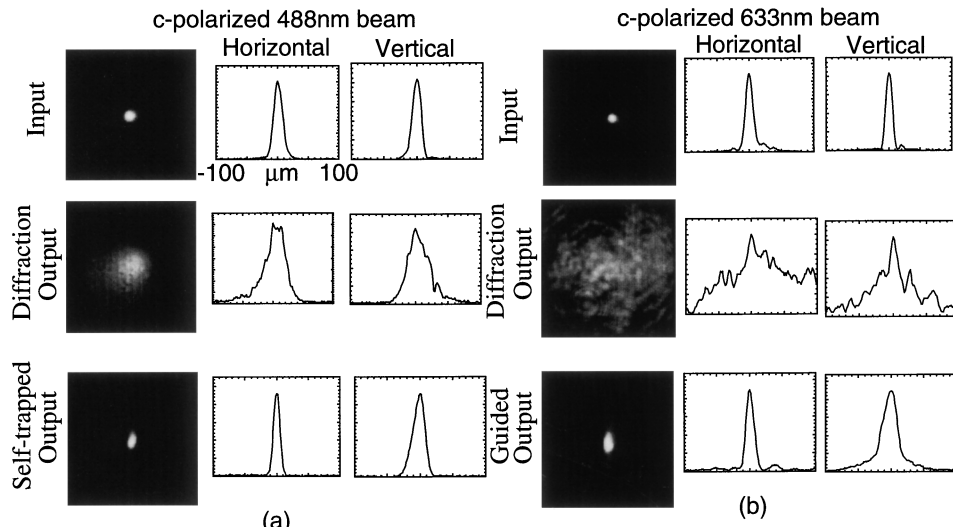 c-polarized 488nm beam
Horizontal
Vertical
Input
-100
μm
100
Diffraction
Output
Self-trapped
Output
(a)
c-polarized 633nm beam
Horizontal
Vertical
Input
Diffraction
Output
Guided
Output
(b)